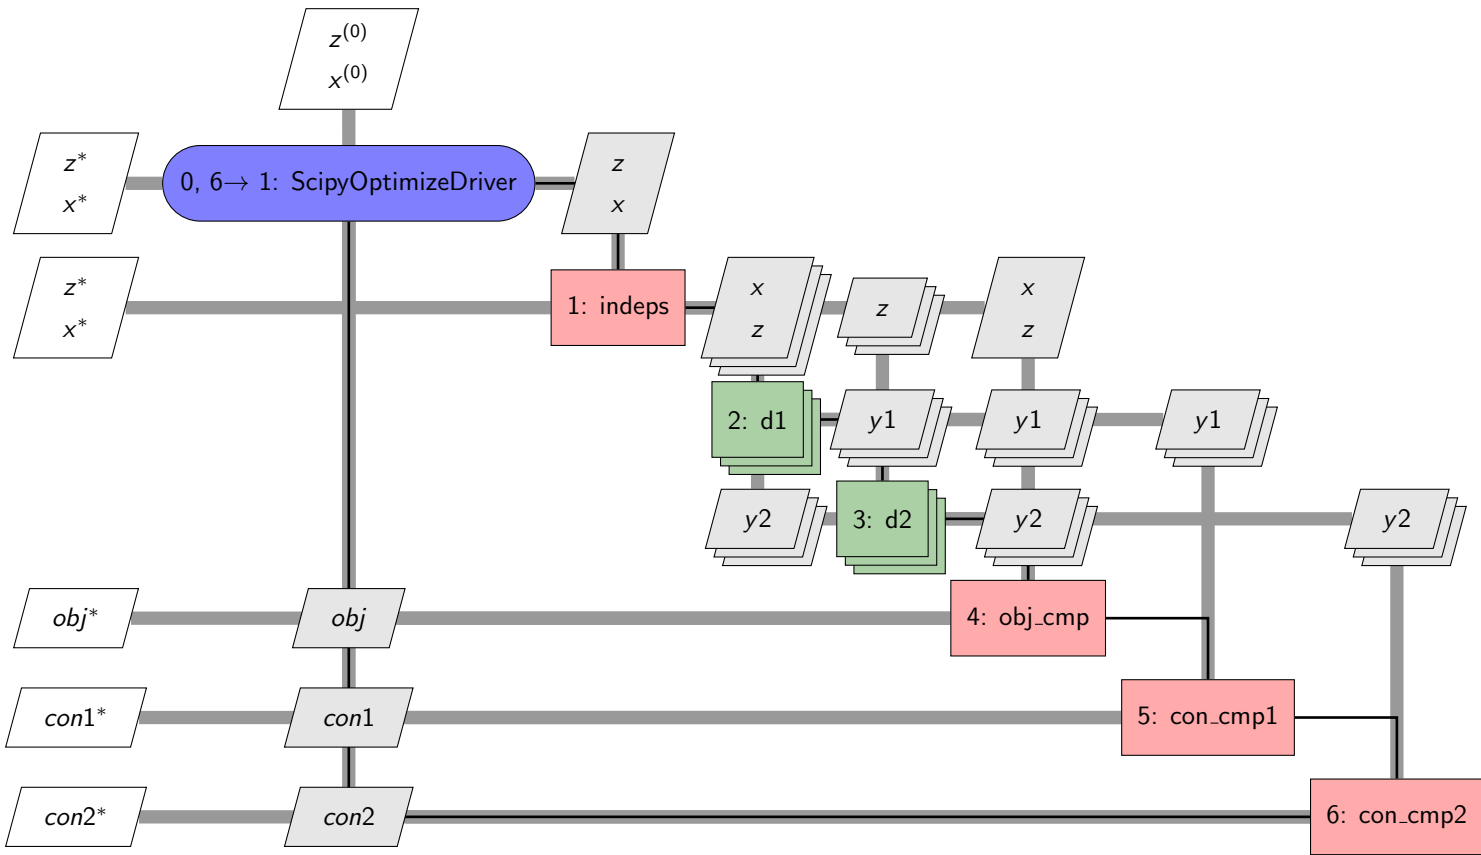 z(0)
x(0)
z*
x*
0, 6→ 1: ScipyOptimizeDriver
z
x
z*
x*
1: indeps
x
z
z
x
z
2: d1
y1
y1
y1
y2
3: d2
y2
y2
obj*
obj
4: obj_cmp
con1*
con1
5: con_cmp1
con2*
con2
6: con_cmp2